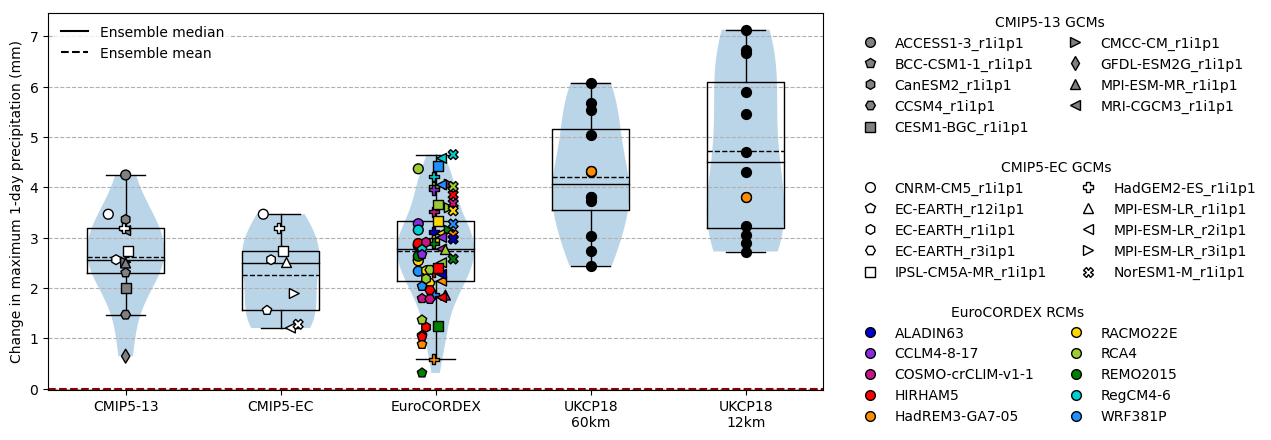 Change in maximum 1-day precipitation (mm)
7
6
5
4
3
2
1
0
Ensemble median
Ensemble mean
CMIP5-13
CMIP5-EC
EuroCORDEX
UKCP18
60km
UKCP18
12km
CMIP5-13 GCMs
ACCESS1-3_r1i1p1
BCC-CSM1-1_r1i1p1
CanESM2_r1i1p1
CCSM4_r1i1p1
CESM1-BGC_r1i1p1
CMCC-CM_r1i1p1
GFDL-ESM2G_r1i1p1
MPI-ESM-MR_r1i1p1
MRI-CGCM3_r1i1p1
CMIP5-EC GCMs
CNRM-CM5_r1i1p1
EC-EARTH_r12i1p1
EC-EARTH_r1i1p1
EC-EARTH_r3i1p1
IPSL-CM5A-MR_r1i1p1
HadGEM2-ES_r1i1p1
MPI-ESM-LR_r1i1p1
MPI-ESM-LR_r2i1p1
MPI-ESM-LR_r3i1p1
NorESM1-M_r1i1p1
EuroCORDEX RCMs
ALADIN63
CCLM4-8-17
COSMO-crCLIM-v1-1
HIRHAM5
HadREM3-GA7-05
RACMO22E
RCA4
REMO2015
RegCM4-6
WRF381P